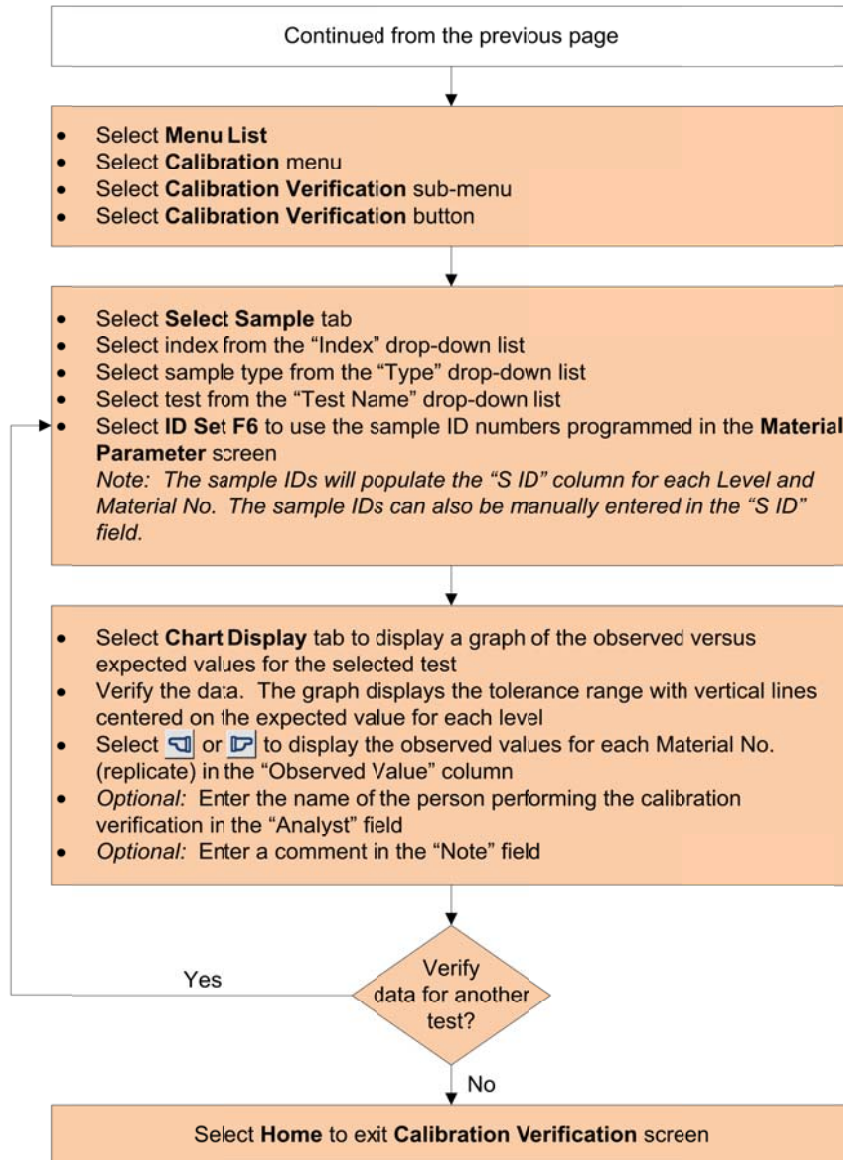 Continued from the previous page
• Select Menu List
• Select Calibration menu
• Select Calibration Verification sub-menu
• Select Calibration Verification button
• Select Select Sample tab
• Select index from the “Index” drop-down list
• Select sample type from the “Type” drop-down list
• Select test from the “Test Name” drop-down list
• Select ID Set F6 to use the sample ID numbers programmed in the Material
Parameter screen
Note: The sample IDs will populate the “S ID” column for each Level and
Material No. The sample IDs can also be manually entered in the “S ID”
field.
• Select Chart Display tab to display a graph of the observed versus
expected values for the selected test
• Verify the data. The graph displays the tolerance range with vertical lines
centered on the expected value for each level
• Select or to display the observed values for each Material No.
(replicate) in the “Observed Value” column
• Optional: Enter the name of the person performing the calibration
verification in the “Analyst” field
• Optional: Enter a comment in the “Note” field
Verify
data for another
test?
Yes
No
Select Home to exit Calibration Verification screen